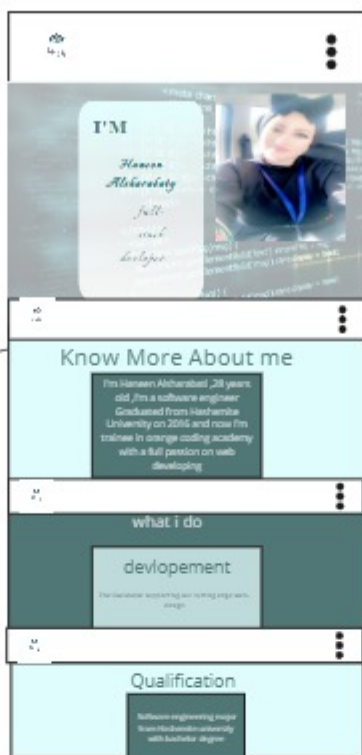 I'M
Haneen
Alsharabaty
full-
stack
devloper
Know More About me
I'm Haneen Alsharabati ,28 years
old ,I'm a software engineer
Graduated from Hashemite
University on 2016 and now I'm
trainee in orange coding academy
with a full passion on web
developing
what i do
devlopement
Qualification
Software engineering major
from Hashemite university
with bachelor degree